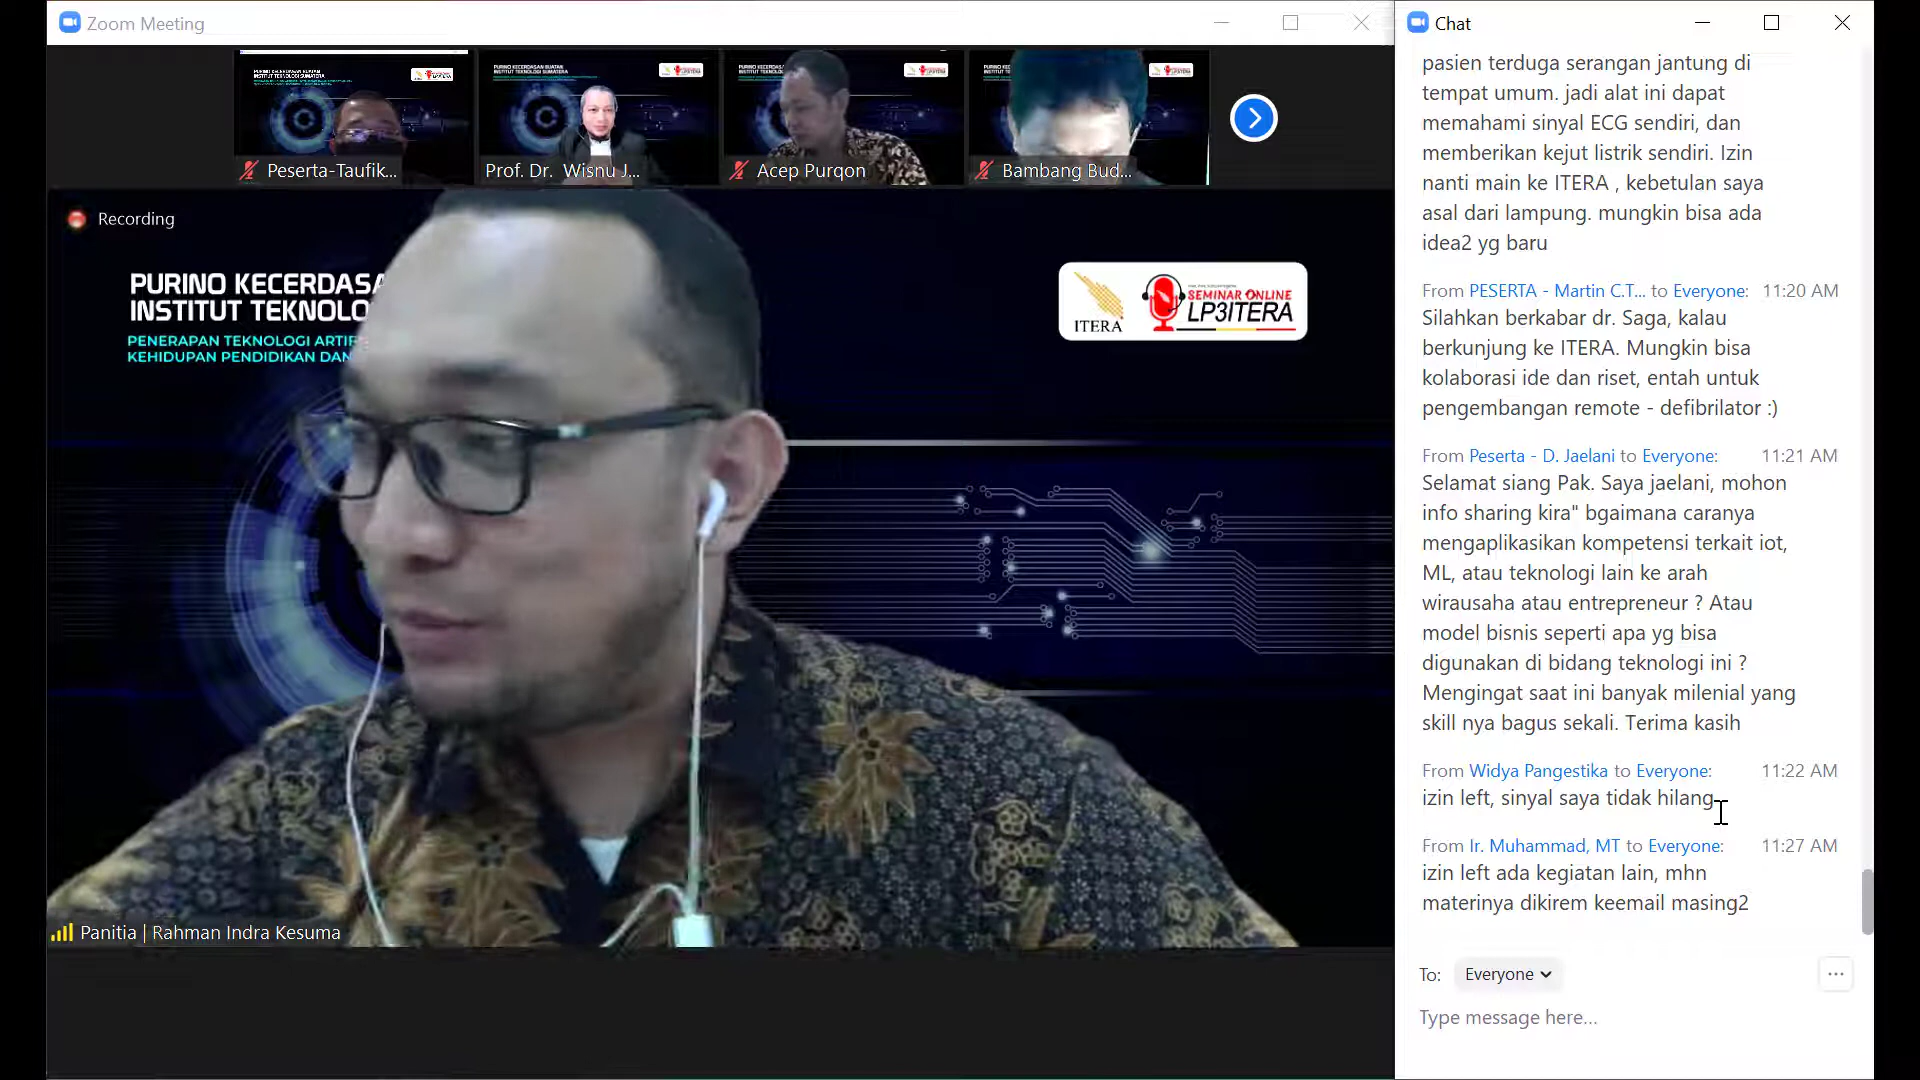 Zoom Meeting
Peserta-Taufik...
Prof. Dr. Wisnu J...
Acep Purqon
Bambang Bud...
Recording
PURINO KECERDASA
INSTITUT TEKNOLO
PENERAPAN TEKNOLOGI ARTIF
KEHIDUPAN PENDIDIKAN DAN
ITERA
SEMINAR ONLINE
LP3ITERA
Panitia | Rahman Indra Kesuma
Chat
pasien terduga serangan jantung di
tempat umum. jadi alat ini dapat
memahami sinyal ECG sendiri, dan
memberikan kejut listrik sendiri. Izin
nanti main ke ITERA , kebetulan saya
asal dari lampung. mungkin bisa ada
idea2 yg baru
From PESERTA - Martin C.T... to Everyone: 11:20 AM
Silahkan berkabar dr. Saga, kalau
berkunjung ke ITERA. Mungkin bisa
kolaborasi ide dan riset, entah untuk
pengembangan remote - defibrilator :)
From Peserta - D. Jaelani to Everyone: 11:21 AM
Selamat siang Pak. Saya jaelani, mohon
info sharing kira" bgaimana caranya
mengaplikasikan kompetensi terkait iot,
ML, atau teknologi lain ke arah
wirausaha atau entrepreneur ? Atau
model bisnis seperti apa yg bisa
digunakan di bidang teknologi ini ?
Mengingat saat ini banyak milenial yang
skill nya bagus sekali. Terima kasih
From Widya Pangestika to Everyone: 11:22 AM
izin left, sinyal saya tidak hilang
From Ir. Muhammad, MT to Everyone: 11:27 AM
izin left ada kegiatan lain, mhn
materinya dikirem keemail masing2
To: Everyone
Type message here...